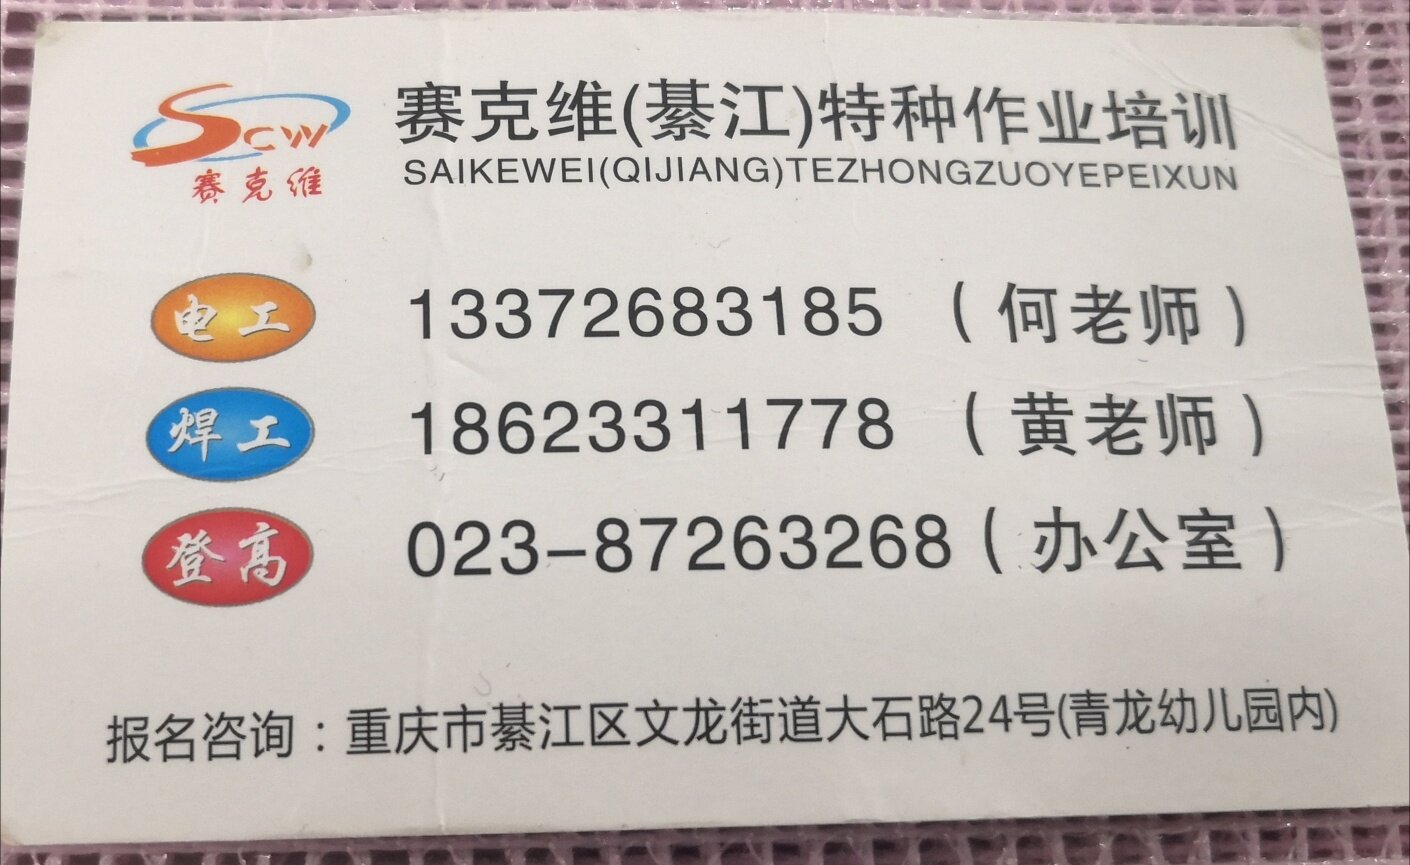 SCW
赛克维
赛克维(綦江)特种作业培训
SAIKEWEI(QIJIANG)TEZHONGZUOYEPEIXUN
电工 13372683185 (何老师)
焊工 18623311778 (黄老师)
登高 023-87263268(办公室)
报名咨询:重庆市綦江区文龙街道大石路24号(青龙幼儿园内)